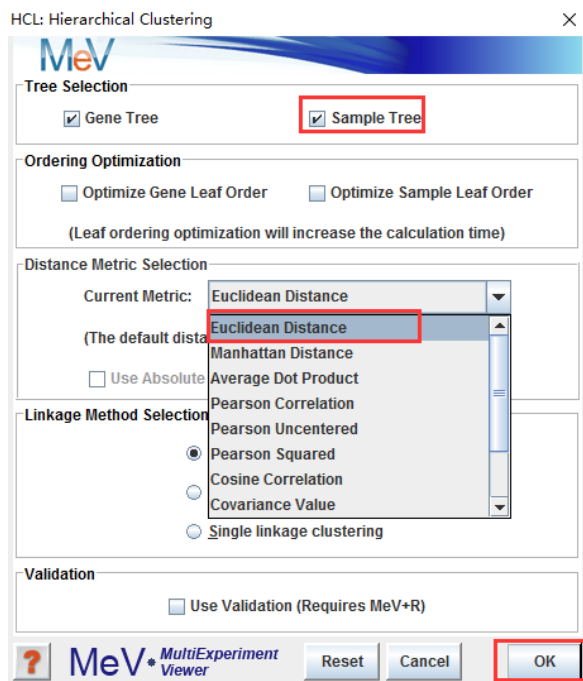 HCL: Hierarchical Clustering
MeV
Tree Selection
Gene Tree Sample Tree
Ordering Optimization
Optimize Gene Leaf Order Optimize Sample Leaf Order
(Leaf ordering optimization will increase the calculation time)
Distance Metric Selection
Current Metric: Euclidean Distance
Euclidean Distance
(The default dista
Manhattan Distance
Use Absolute Average Dot Product
Pearson Correlation
Linkage Method Selection
Pearson Uncentered
Pearson Squared
Cosine Correlation
Covariance Value
Single linkage clustering
Validation
Use Validation (Requires MeV+R)
? MeV • MultiExperiment Viewer Reset Cancel OK